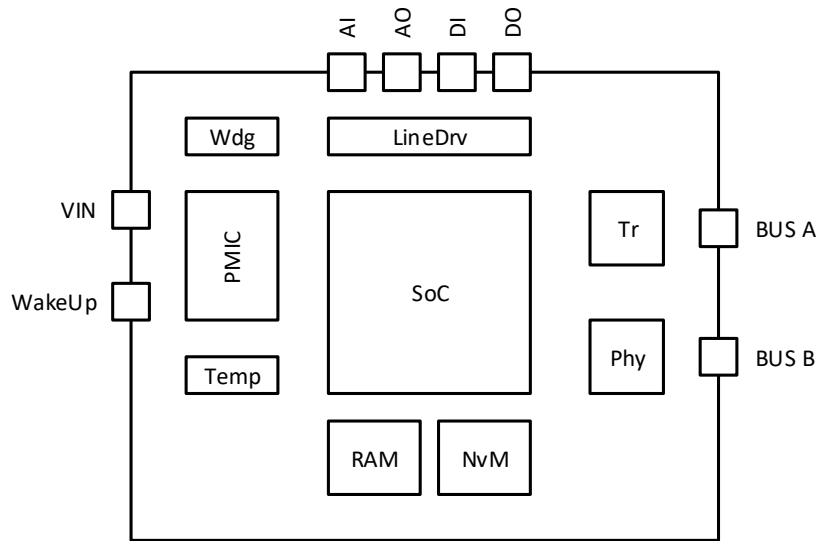 AI
AO
DI
DO
Wdg
LineDrv
VIN
PMIC
Tr
BUS A
SoC
WakeUp
Temp
Phy
BUS B
RAM
NvM